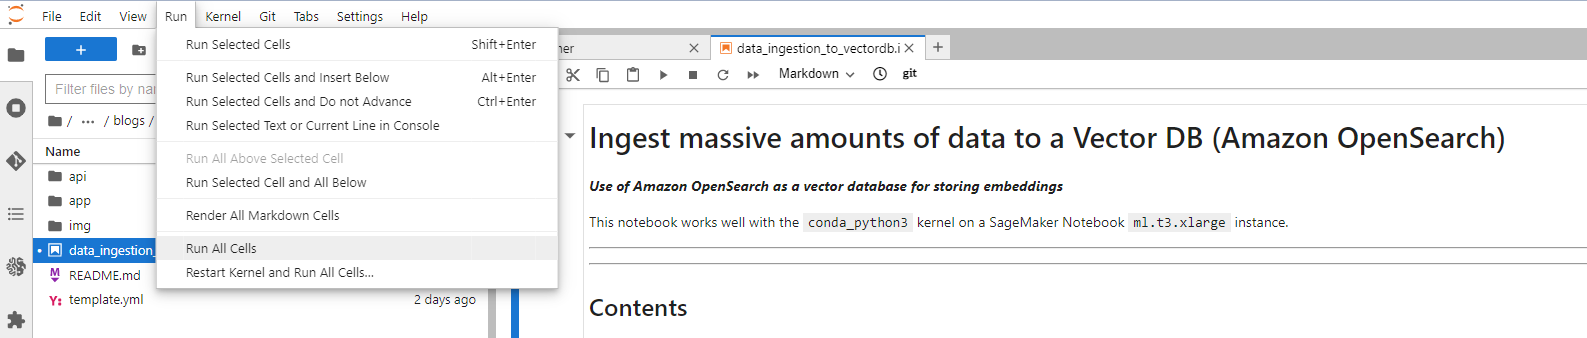 File Edit View Run Kernel Git Tabs Settings Help
Run Selected Cells Shift+Enter
Run Selected Cells and Insert Below Alt+Enter
Run Selected Cells and Do not Advance Ctrl+Enter
Run Selected Text or Current Line in Console
Run All Above Selected Cell
Run Selected Cell and All Below
Render All Markdown Cells
Run All Cells
Restart Kernel and Run All Cells...
+
Filter files by na
/ ... / blogs /
Name
api
app
img
data_ingestion_
README.md
template.yml 2 days ago
data_ingestion_to_vectordb.i
Markdown git
Ingest massive amounts of data to a Vector DB (Amazon OpenSearch)
Use of Amazon OpenSearch as a vector database for storing embeddings
This notebook works well with the conda_python3 kernel on a SageMaker Notebook ml.t3.xlarge instance.
Contents